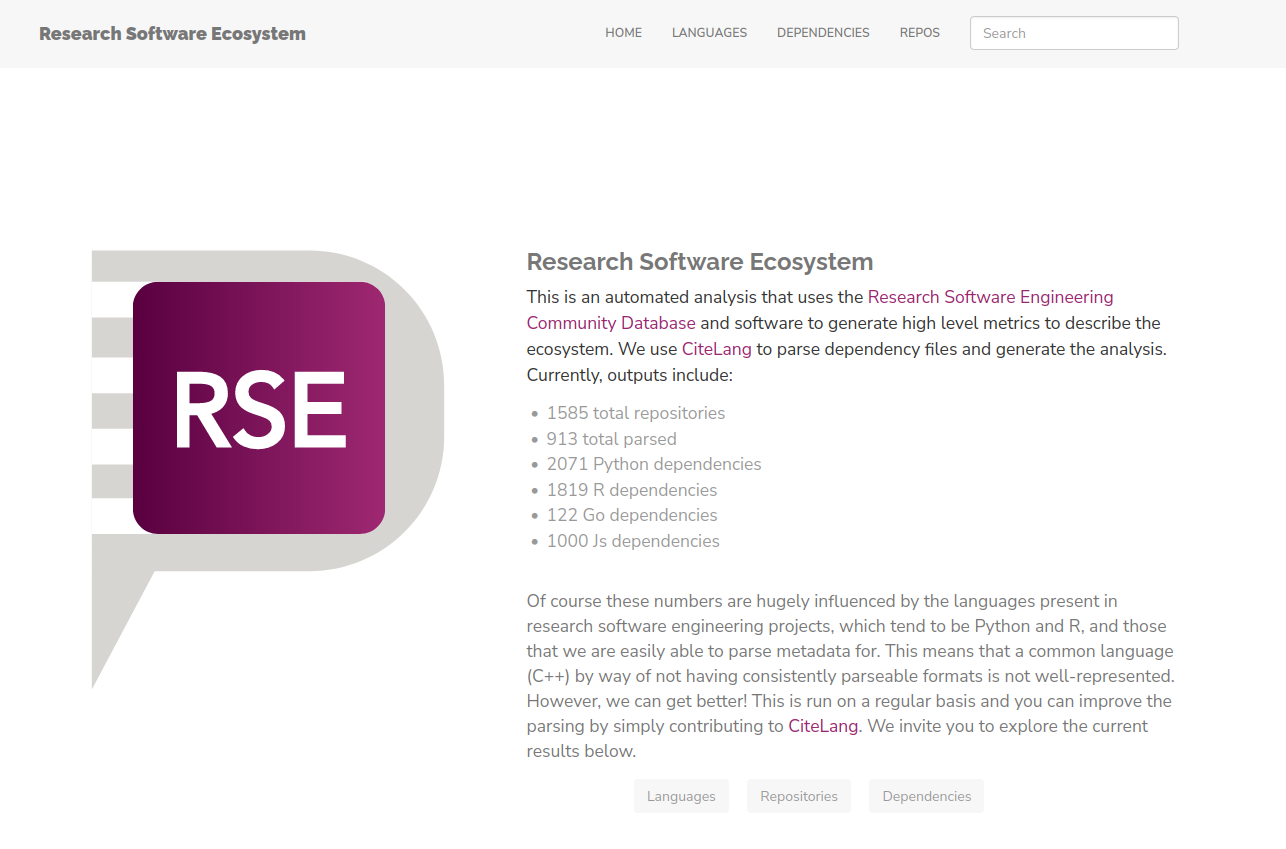 Research Software Ecosystem
HOME LANGUAGES DEPENDENCIES REPOS Search
RSE
Research Software Ecosystem
This is an automated analysis that uses the Research Software Engineering
Community Database and software to generate high level metrics to describe the
ecosystem. We use CiteLang to parse dependency files and generate the analysis.
Currently, outputs include:
• 1585 total repositories
• 913 total parsed
• 2071 Python dependencies
• 1819 R dependencies
• 122 Go dependencies
• 1000 Js dependencies
Of course these numbers are hugely influenced by the languages present in
research software engineering projects, which tend to be Python and R, and those
that we are easily able to parse metadata for. This means that a common language
(C++) by way of not having consistently parseable formats is not well-represented.
However, we can get better! This is run on a regular basis and you can improve the
parsing by simply contributing to CiteLang. We invite you to explore the current
results below.
Languages Repositories Dependencies